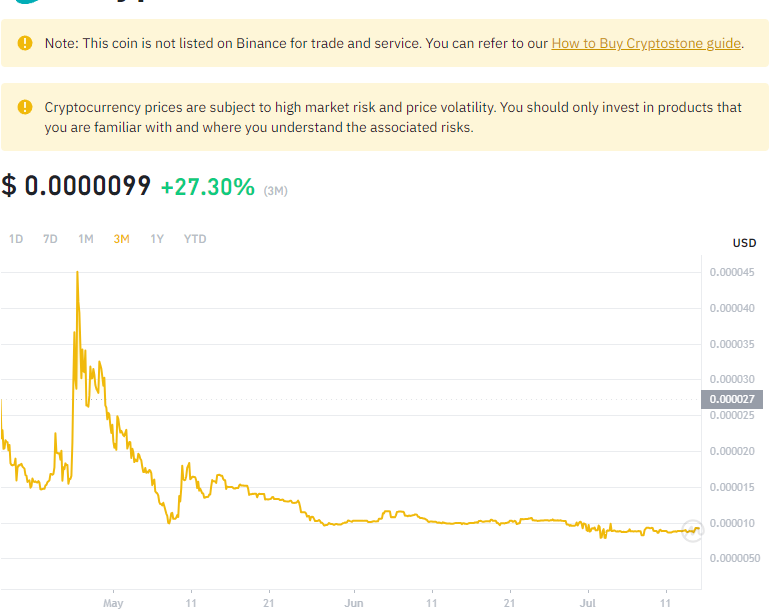 Note: This coin is not listed on Binance for trade and service. You can refer to our How to Buy Cryptostone guide.
Cryptocurrency prices are subject to high market risk and price volatility. You should only invest in products that
you are familiar with and where you understand the associated risks.
$ 0.0000099 +27.30% (3M)
1D 7D 1M 3M 1Y YTD
USD
0.000045
0.000040
0.000035
0.000030
0.000027
0.000025
0.000020
0.000015
0.000010
0.0000050
May 11 21 Jun 11 21 Jul 11